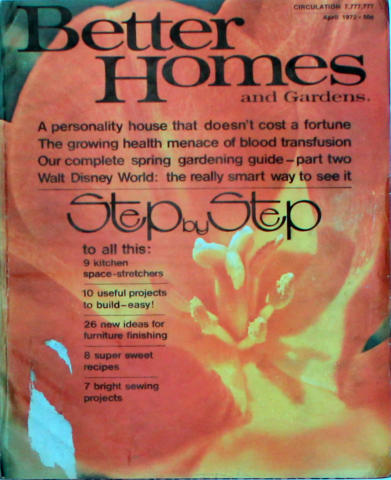 CIRCULATION 7,777,777
April 1972 • 50¢
Better
Homes
and Gardens.
A personality house that doesn't cost a fortune
The growing health menace of blood transfusion
Our complete spring gardening guide – part two
Walt Disney World: the really smart way to see it
Step by Step
to all this:
9 kitchen
space-stretchers
10 useful projects
to build – easy!
26 new ideas for
furniture finishing
8 super sweet
recipes
7 bright sewing
projects